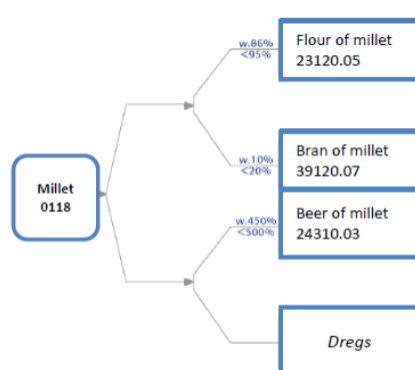 w.86%
<95%
Flour of millet
23120.05
w.10%
<20%
Bran of millet
39120.07
Millet
0118
w.450%
<500%
Beer of millet
24310.03
Dregs